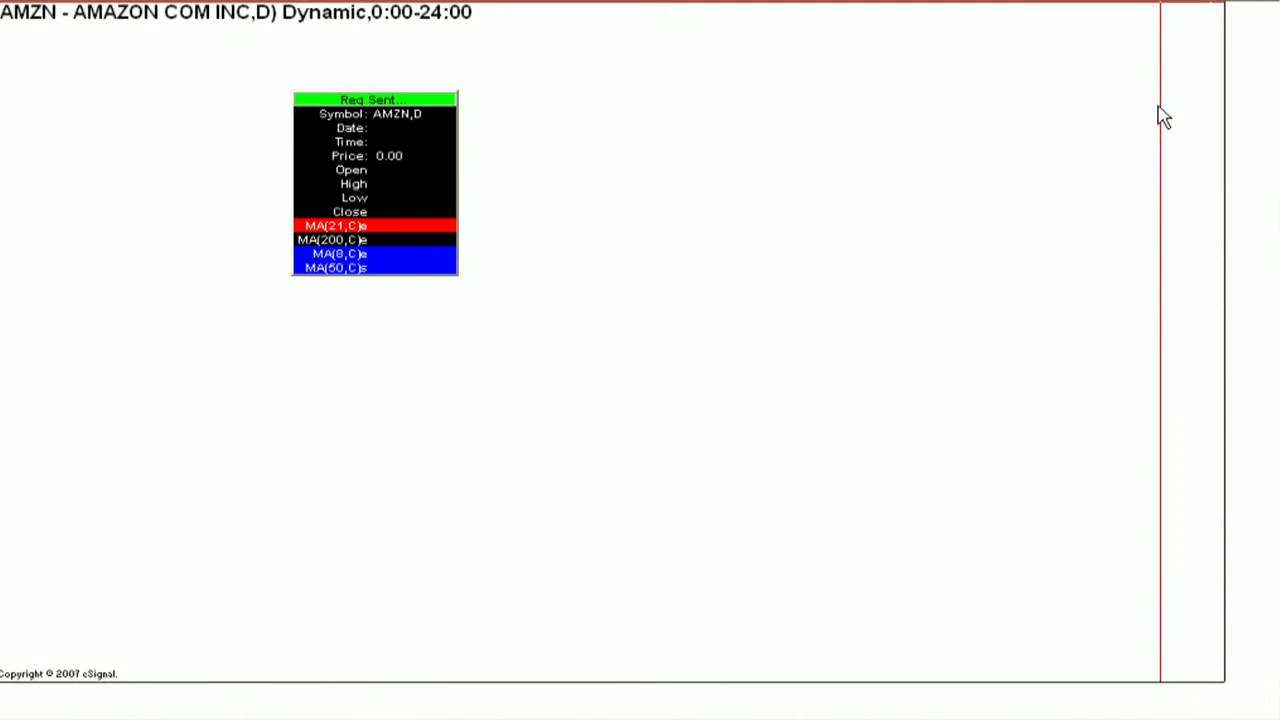 AMZN - AMAZON COM INC,D) Dynamic,0:00-24:00
Req Sent...
Symbol: AMZN,D
Date:
Time:
Price: 0.00
Open
High
Low
Close
MA(21,C)e
MA(200,C)e
MA(8,C)e
MA(50,C)s
Copyright © 2007 eSignal.